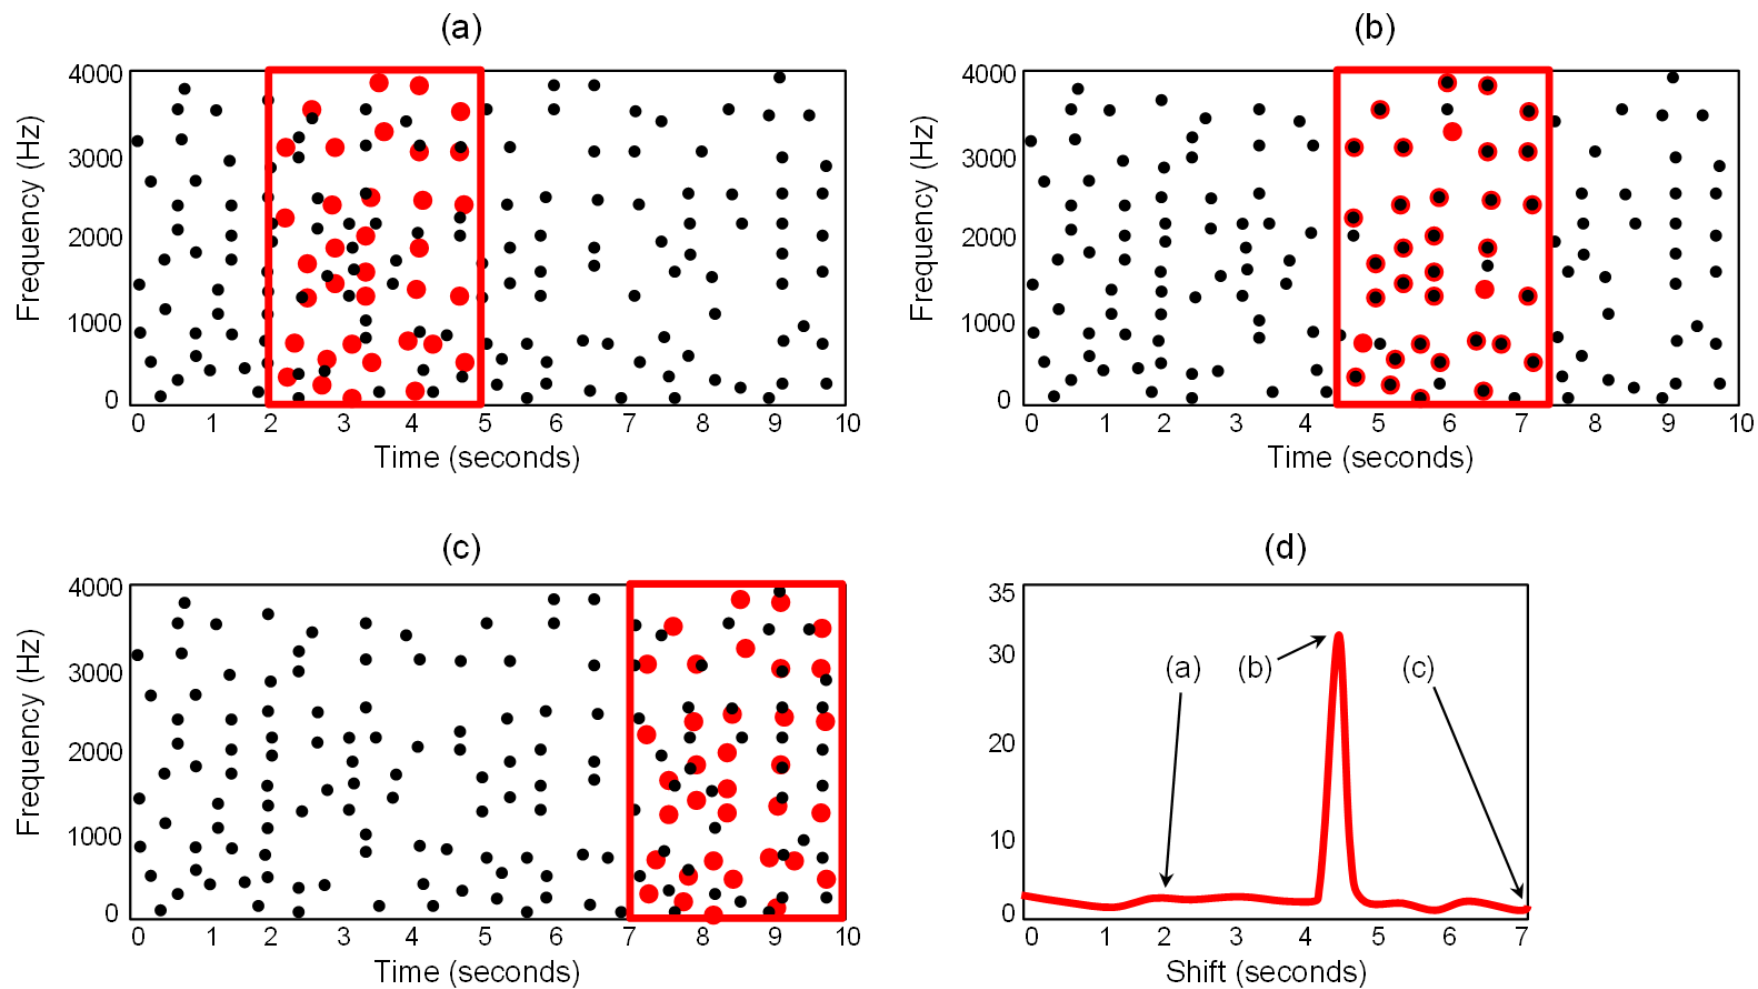 (a)
Frequency (Hz)
4000
3000
2000
1000
0
0 1 2 3 4 5 6 7 8 9 10
Time (seconds)
(b)
Frequency (Hz)
4000
3000
2000
1000
0
0 1 2 3 4 5 6 7 8 9 10
Time (seconds)
(c)
Frequency (Hz)
4000
3000
2000
1000
0
0 1 2 3 4 5 6 7 8 9 10
Time (seconds)
(d)
35
30
20
10
0
(a) (b) (c)
0 1 2 3 4 5 6 7
Shift (seconds)